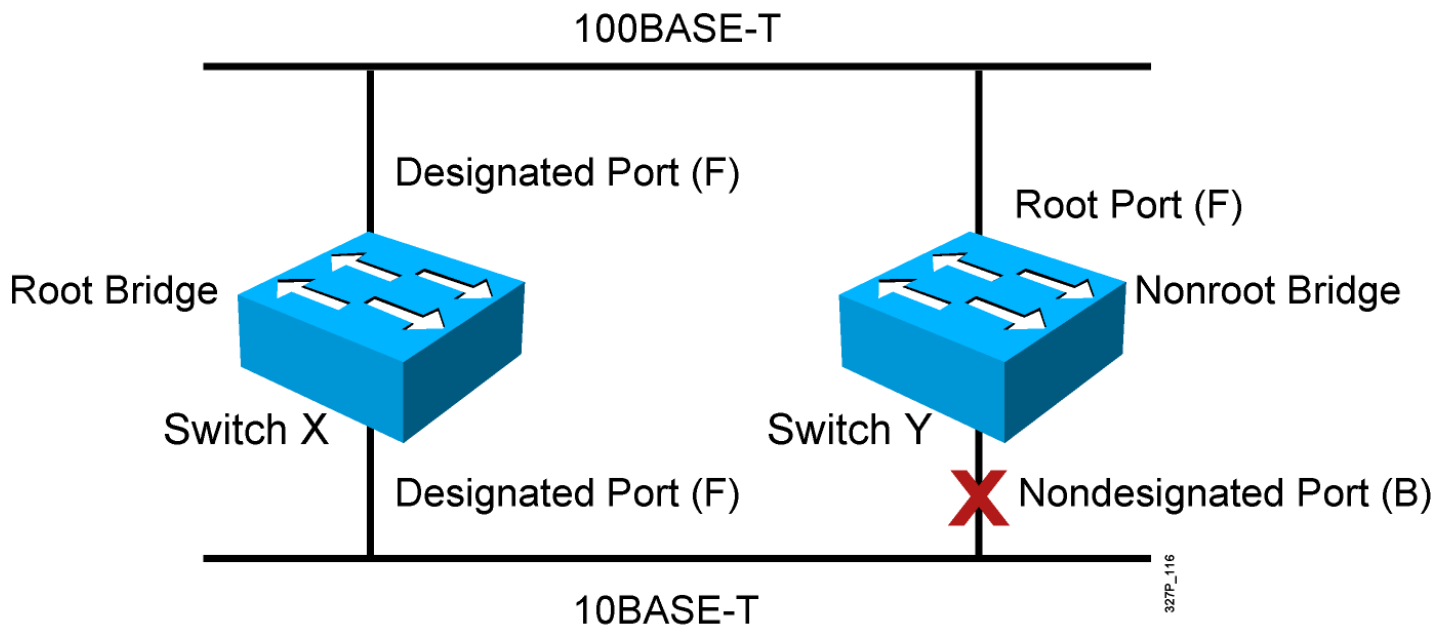 100BASE-T
Designated Port (F)
Root Port (F)
Root Bridge
Nonroot Bridge
Switch X
Switch Y
Designated Port (F)
Nondesignated Port (B)
10BASE-T
327P_116